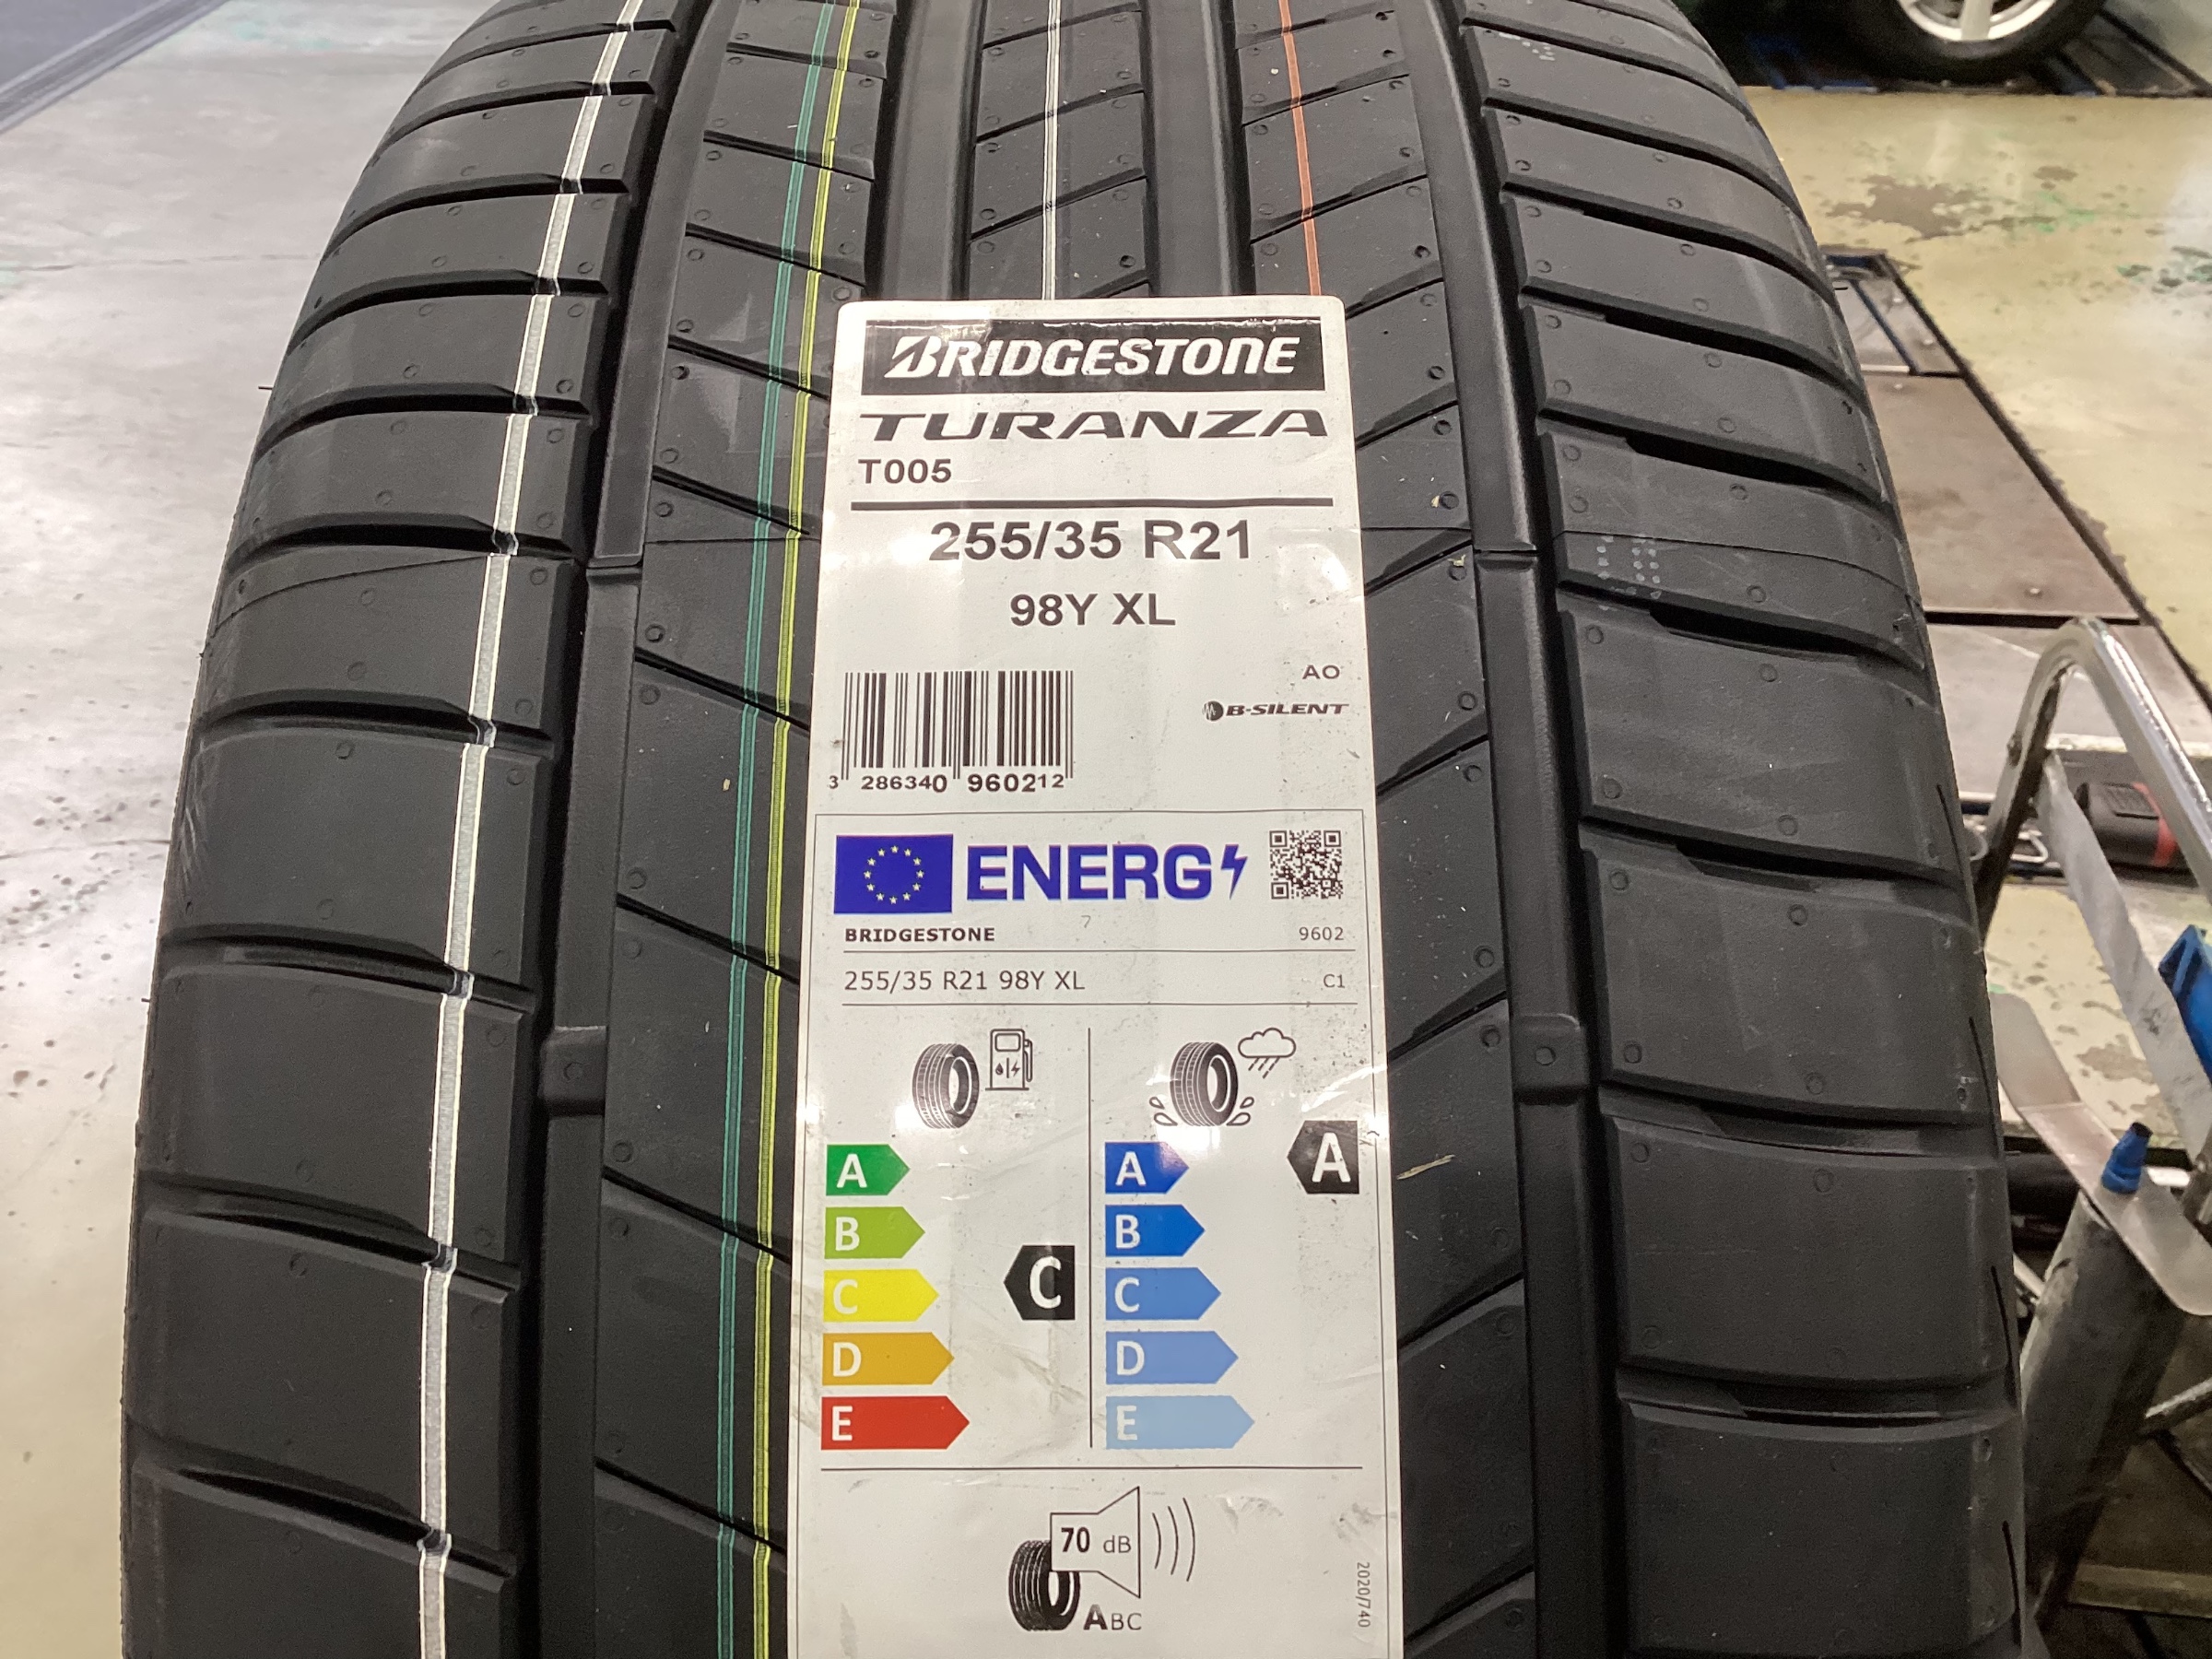 BRIDGESTONE
TURANZA
T005
255/35 R21
98Y XL
AO
B-SILENT
3 286340 960212
ENERG
7
BRIDGESTONE 9602
255/35 R21 98Y XL C1
A A A
B B
C C C
D D
E E
70 dB
ABC
2020/740